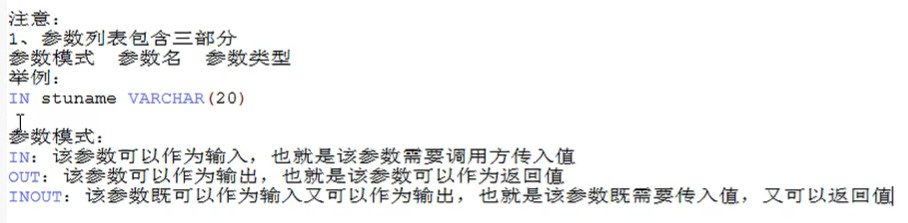 注意：
1、参数列表包含三部分
参数模式  参数名  参数类型
举例：
IN stuname VARCHAR(20)
参数模式：
IN：该参数可以作为输入，也就是该参数需要调用方传入值
OUT：该参数可以作为输出，也就是该参数可以作为返回值
INOUT：该参数既可以作为输入又可以作为输出，也就是该参数既需要传入值，又可以返回值